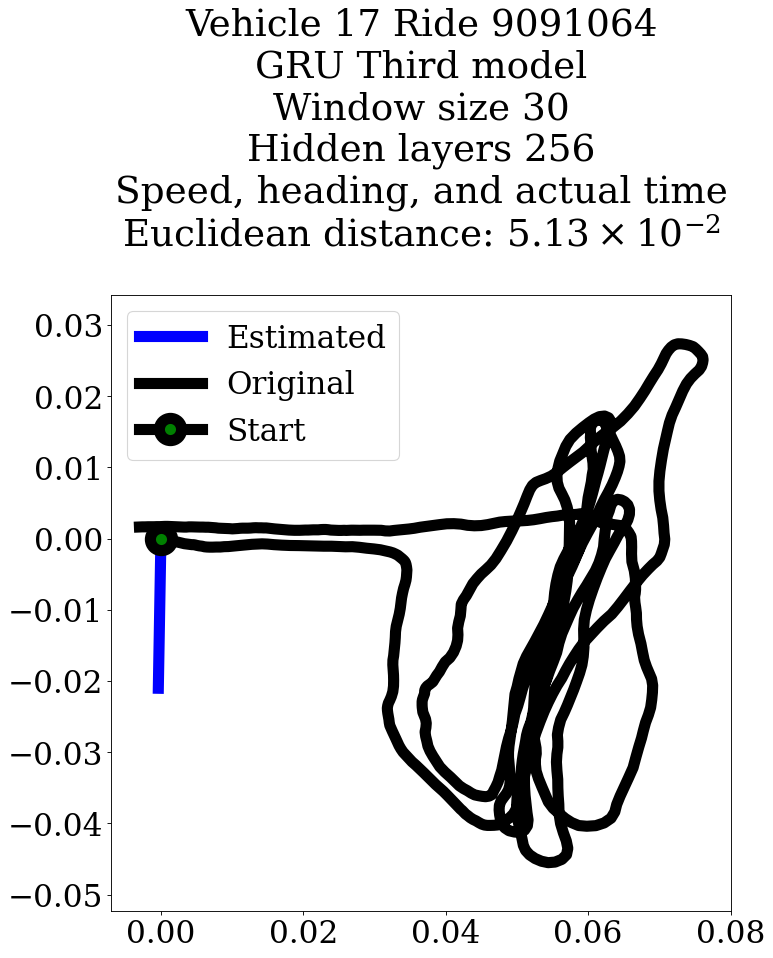 Vehicle 17 Ride 9091064
GRU Third model
Window size 30
Hidden layers 256
Speed, heading, and actual time
Euclidean distance: 5.13 × 10⁻²
Estimated
Original
Start
0.03
0.02
0.01
0.00
−0.01
−0.02
−0.03
−0.04
−0.05
0.00 0.02 0.04 0.06 0.08